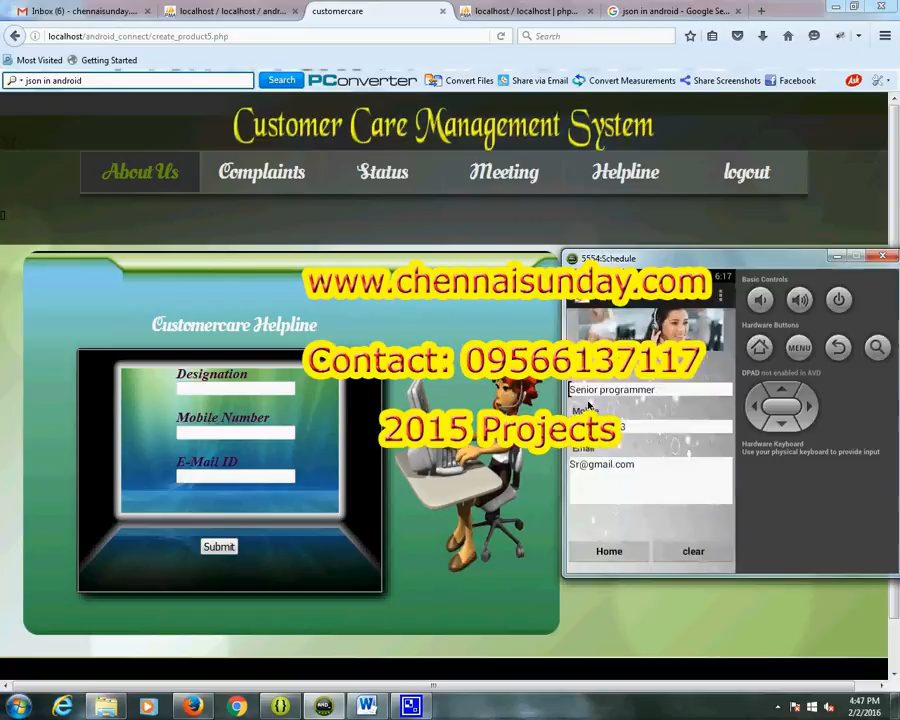 Inbox (6) - chennaisunday....
localhost / localhost / andr...
customercare
localhost / localhost | php...
json in android - Google Se...
localhost/android_connect/create_product5.php
Search
Most Visited
Getting Started
json in android
Search
PCONVERTER
Convert Files
Share via Email
Convert Measurements
Share Screenshots
Facebook
Ask
Customer Care Management System
About Us
Complaints
Status
Meeting
Helpline
logout
5554:Schedule
6:17
Basic Controls
Hardware Buttons
MENU
DPAD not enabled in AVD
Hardware Keyboard
Use your physical keyboard to provide input
www.chennaisunday.com
Contact: 09566137117
2015 Projects
Customercare Helpline
Designation
Mobile Number
E-Mail ID
Submit
Senior programmer
3
Email
Sr@gmail.com
Home
clear
4:47 PM
2/2/2016